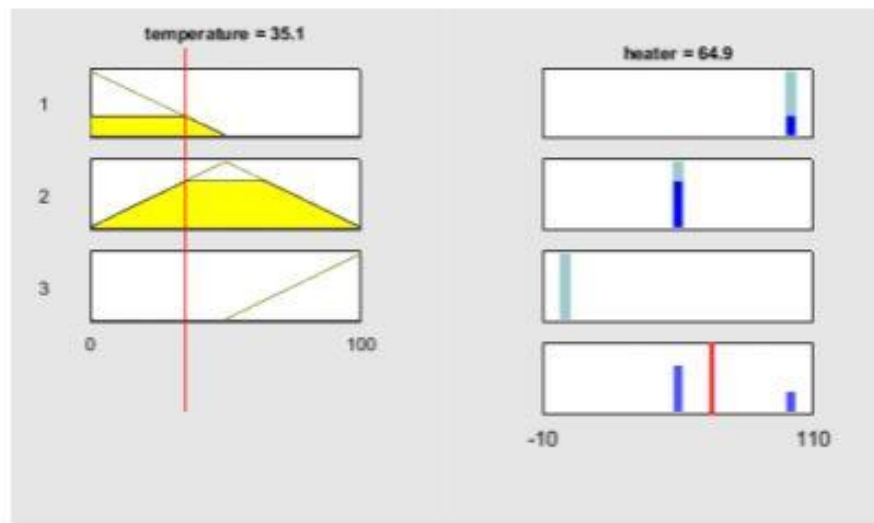 temperature = 35.1
heater = 64.9
1
2
3
0 100
-10 110